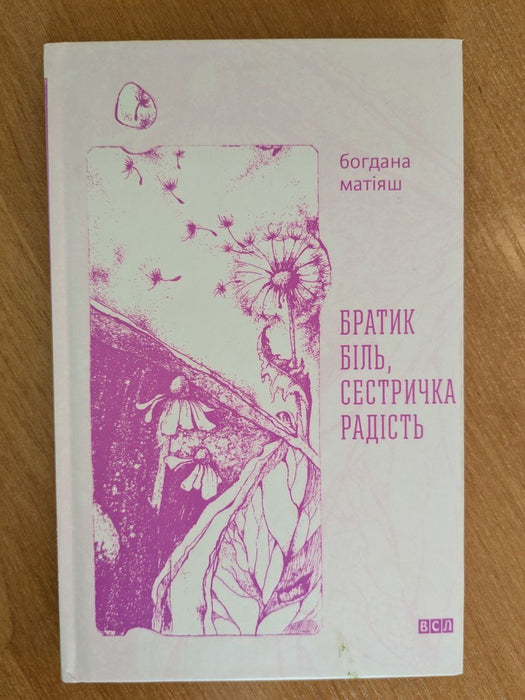 богдана
матіяш
БРАТИК
БІЛЬ,
СЕСТРИЧКА
РАДІСТЬ
ВСЛ